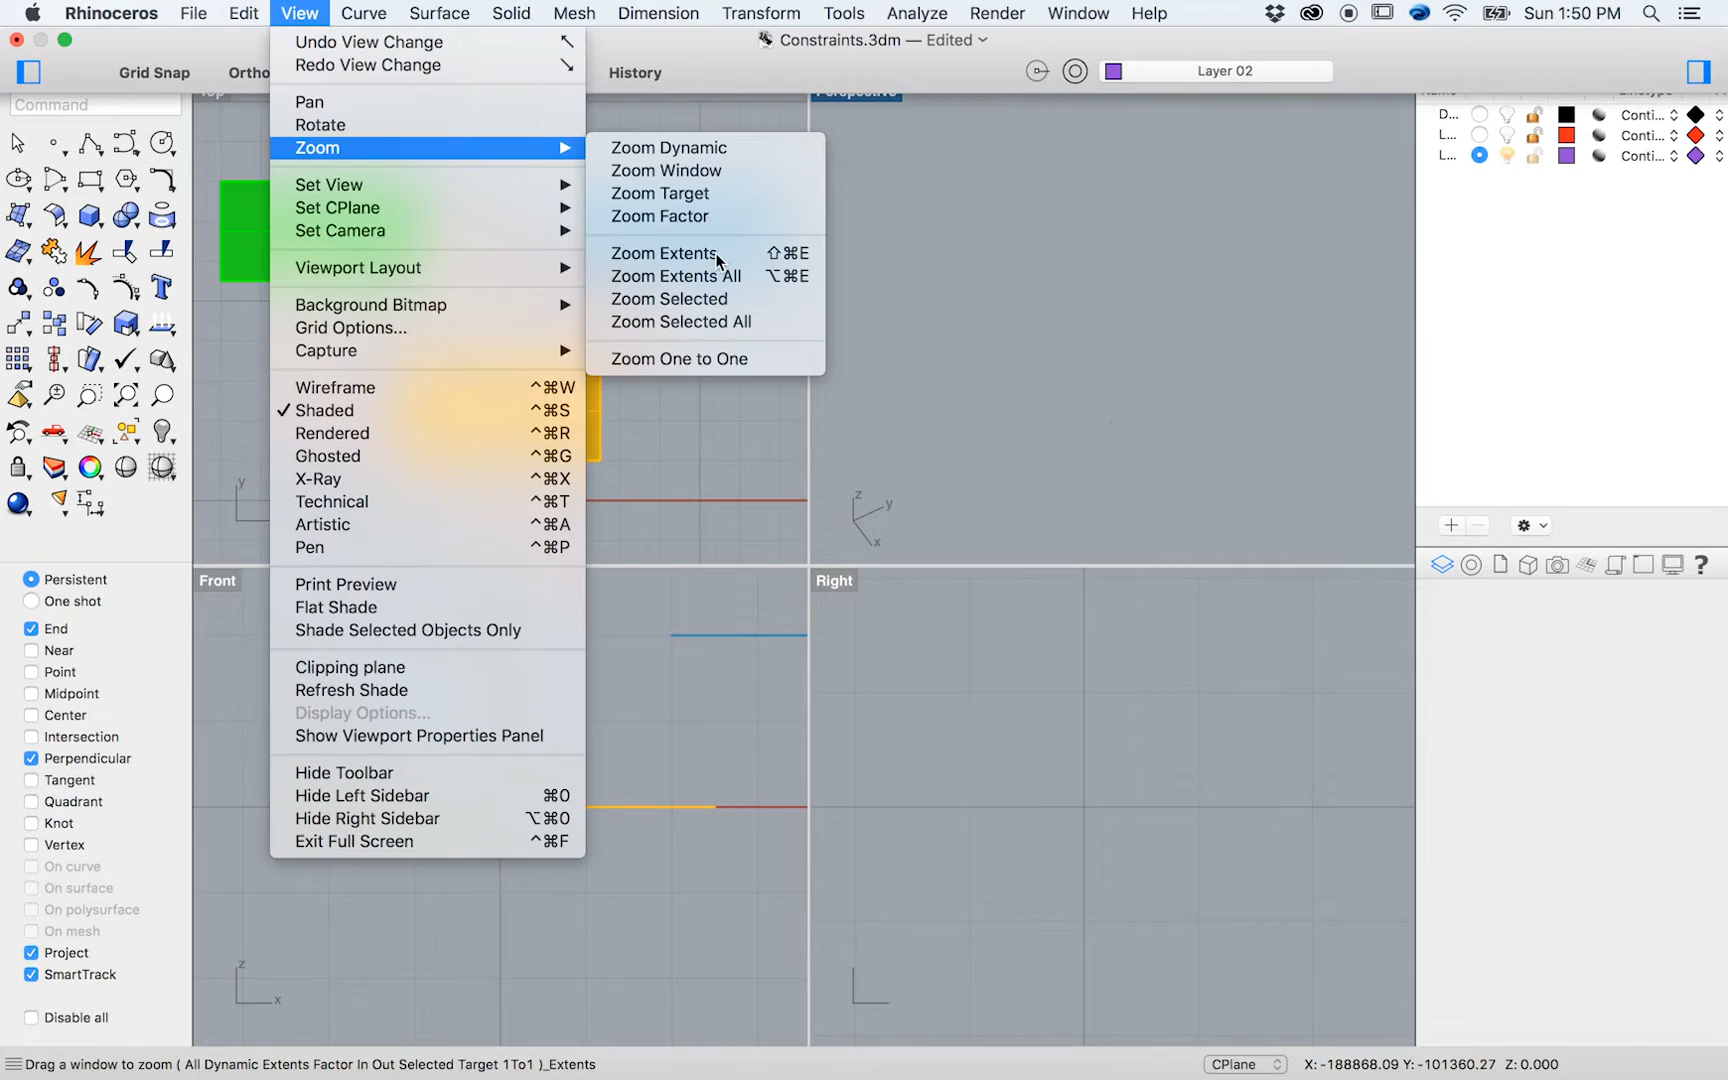 Rhinoceros File Edit View Curve Surface Solid Mesh Dimension Transform Tools Analyze Render Window Help Sun 1:50 PM
Constraints.3dm — Edited
Grid Snap Ortho History Layer 02
Command
Undo View Change
Redo View Change
Pan
Rotate
Zoom
Set View
Set CPlane
Set Camera
Viewport Layout
Background Bitmap
Grid Options...
Capture
Wireframe ^⌘W
✓ Shaded ^⌘S
Rendered ^⌘R
Ghosted ^⌘G
X-Ray ^⌘X
Technical ^⌘T
Artistic ^⌘A
Pen ^⌘P
Print Preview
Flat Shade
Shade Selected Objects Only
Clipping plane
Refresh Shade
Display Options...
Show Viewport Properties Panel
Hide Toolbar
Hide Left Sidebar ⌘0
Hide Right Sidebar ⌥⌘0
Exit Full Screen ^⌘F
Zoom Dynamic
Zoom Window
Zoom Target
Zoom Factor
Zoom Extents ⇧⌘E
Zoom Extents All ⌥⌘E
Zoom Selected
Zoom Selected All
Zoom One to One
Perspective
D... Conti...
L... Conti...
L... Conti...
y
z
y
x
Front
Right
z
x
Persistent
One shot
End
Near
Point
Midpoint
Center
Intersection
Perpendicular
Tangent
Quadrant
Knot
Vertex
On curve
On surface
On polysurface
On mesh
Project
SmartTrack
Disable all
Drag a window to zoom ( All Dynamic Extents Factor In Out Selected Target 1To1 )_Extents CPlane X: -188868.09 Y: -101360.27 Z: 0.000